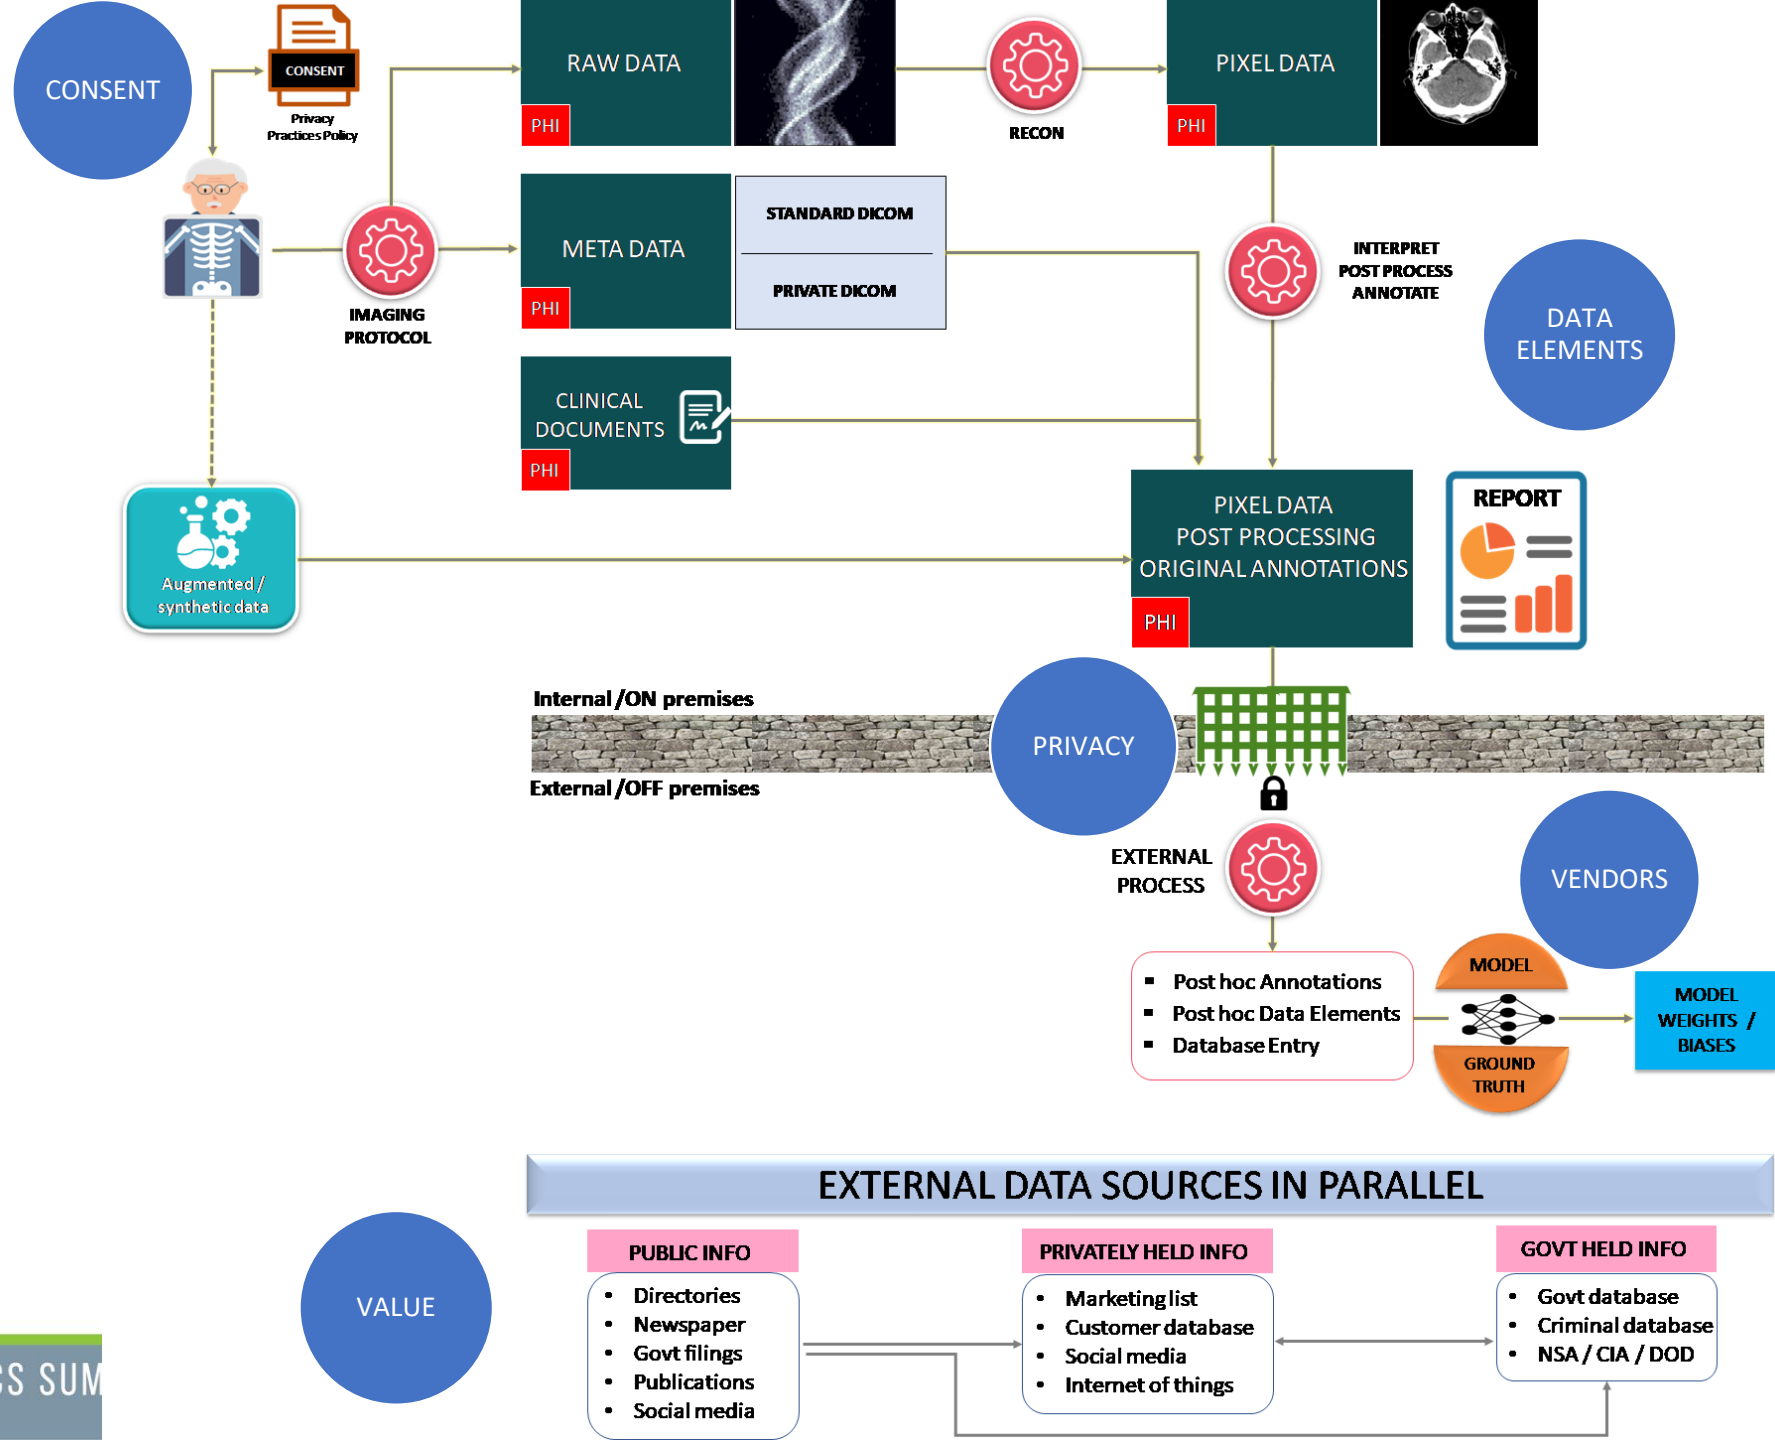 CONSENT
CONSENT
Privacy
Practices Policy
RAW DATA
PHI
RECON
PIXEL DATA
PHI
IMAGING
PROTOCOL
META DATA
PHI
STANDARD DICOM
PRIVATE DICOM
INTERPRET
POST PROCESS
ANNOTATE
DATA
ELEMENTS
CLINICAL
DOCUMENTS
PHI
Augmented /
synthetic data
PIXEL DATA
POST PROCESSING
ORIGINAL ANNOTATIONS
PHI
REPORT
Internal /ON premises
PRIVACY
External /OFF premises
EXTERNAL
PROCESS
VENDORS
▪ Post hoc Annotations
▪ Post hoc Data Elements
▪ Database Entry
MODEL
GROUND
TRUTH
MODEL
WEIGHTS /
BIASES
EXTERNAL DATA SOURCES IN PARALLEL
VALUE
PUBLIC INFO
• Directories
• Newspaper
• Govt filings
• Publications
• Social media
PRIVATELY HELD INFO
• Marketing list
• Customer database
• Social media
• Internet of things
GOVT HELD INFO
• Govt database
• Criminal database
• NSA / CIA / DOD
CS SUM